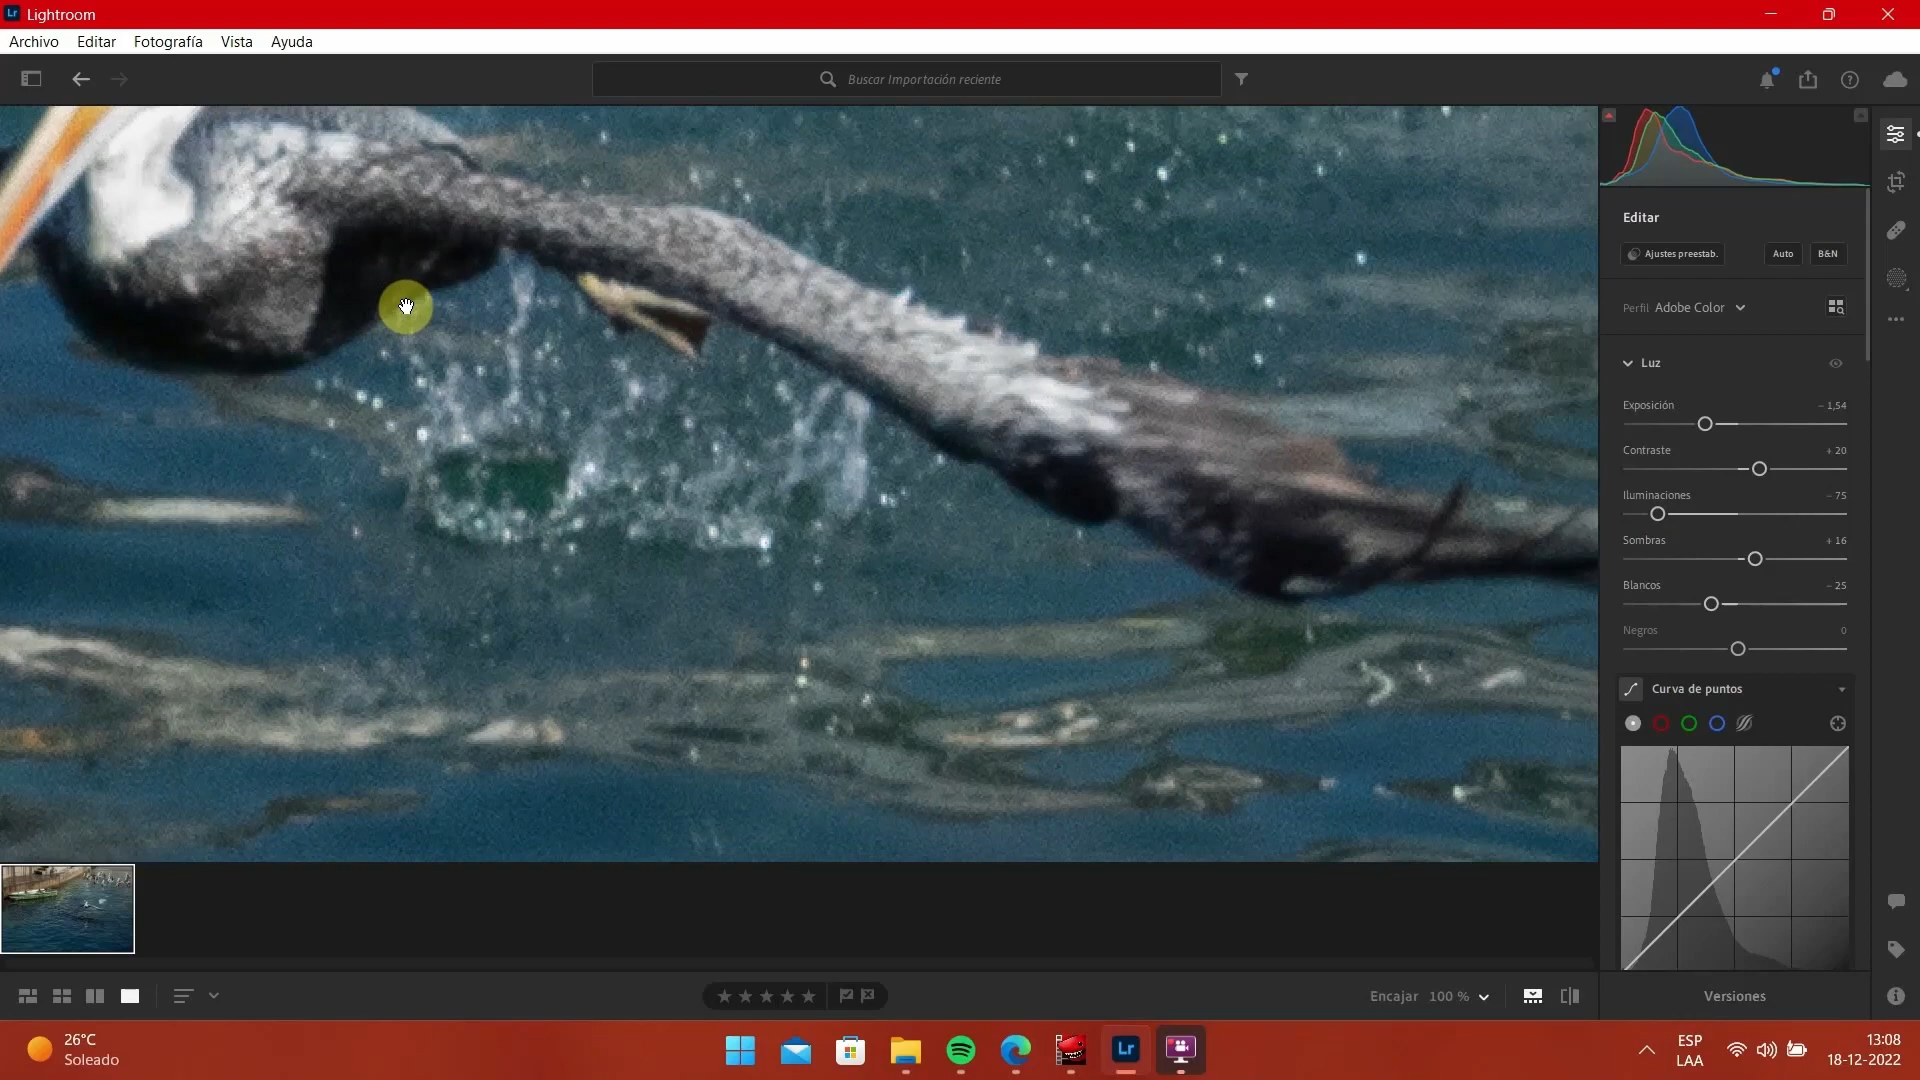 Lr Lightroom
Archivo Editar Fotografía Vista Ayuda
Buscar Importación reciente
Editar
Ajustes preestab. Auto B&N
Perfil Adobe Color
Luz
Exposición − 1,54
Contraste + 20
Iluminaciones − 75
Sombras + 16
Blancos − 25
Negros 0
Curva de puntos
Encajar 100 %
Versiones
26°C
Soleado
Lr
ESP
LAA
13:08
18-12-2022